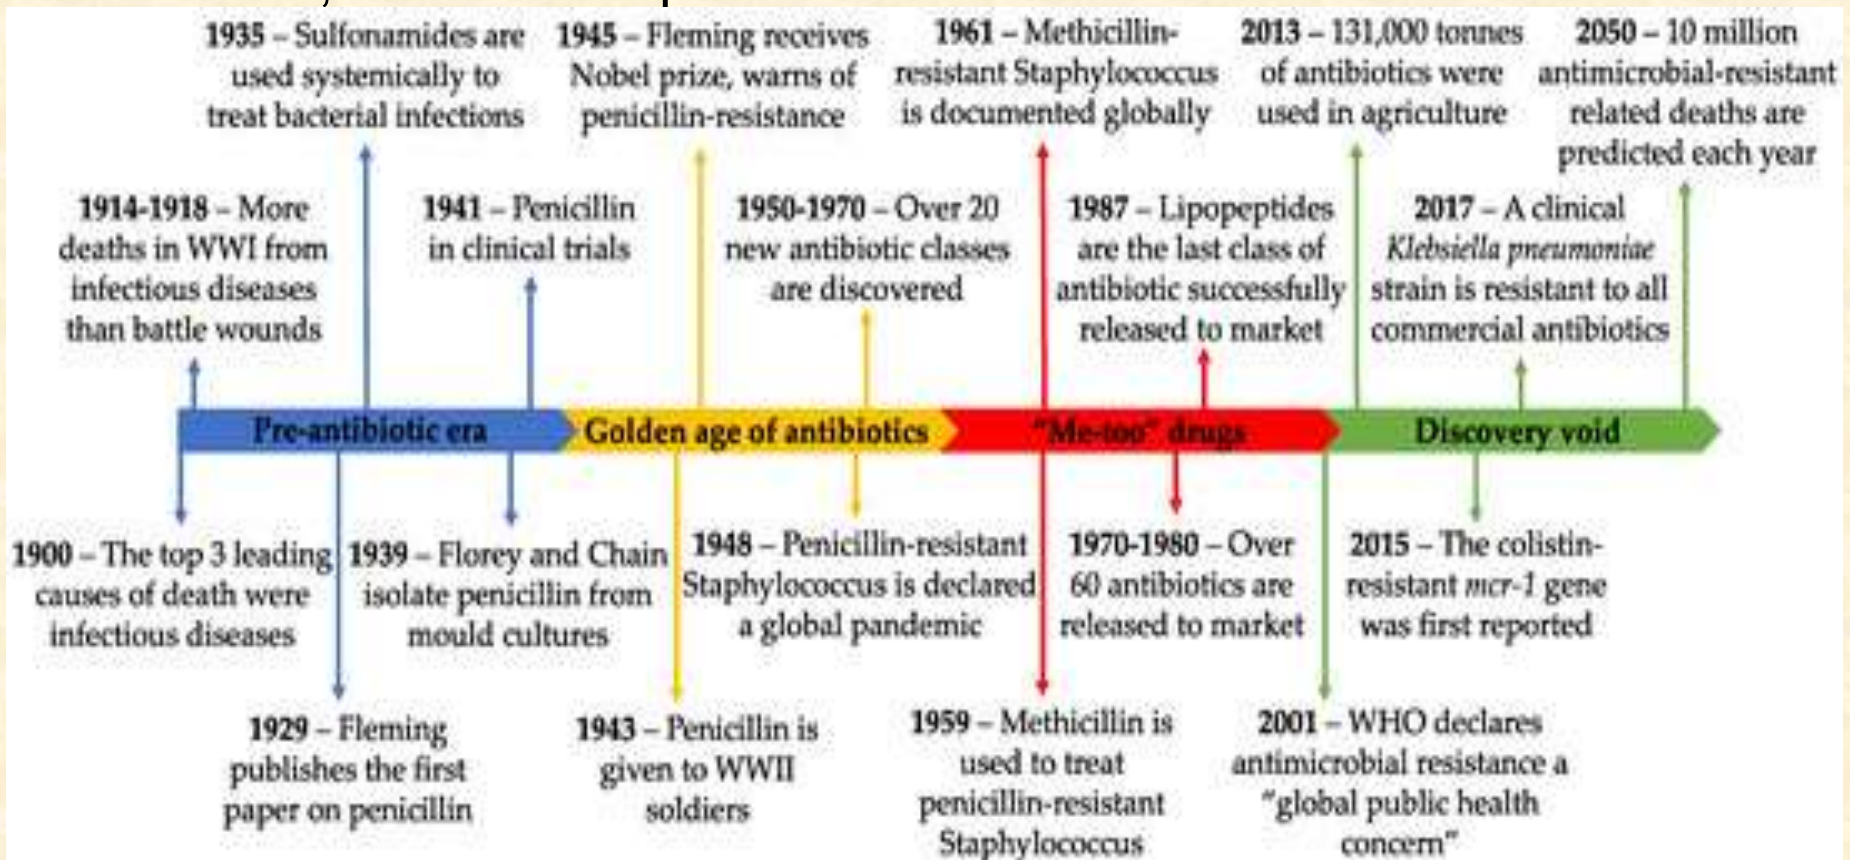 1935 – Sulfonamides are
used systemically to
treat bacterial infections
1945 – Fleming receives
Nobel prize, warns of
penicillin-resistance
1961 – Methicillin-
resistant Staphylococcus
is documented globally
2013 – 131,000 tonnes
of antibiotics were
used in agriculture
2050 – 10 million
antimicrobial-resistant
related deaths are
predicted each year
1914-1918 – More
deaths in WWI from
infectious diseases
than battle wounds
1941 – Penicillin
in clinical trials
1950-1970 – Over 20
new antibiotic classes
are discovered
1987 – Lipopeptides
are the last class of
antibiotic successfully
released to market
2017 – A clinical
Klebsiella pneumoniae
strain is resistant to all
commercial antibiotics
Pre-antibiotic era
Golden age of antibiotics
"Me-too" drugs
Discovery void
1900 – The top 3 leading
causes of death were
infectious diseases
1939 – Florey and Chain
isolate penicillin from
mould cultures
1948 – Penicillin-resistant
Staphylococcus is declared
a global pandemic
1970-1980 – Over
60 antibiotics are
released to market
2015 – The colistin-
resistant mcr-1 gene
was first reported
1929 – Fleming
publishes the first
paper on penicillin
1943 – Penicillin is
given to WWII
soldiers
1959 – Methicillin is
used to treat
penicillin-resistant
Staphylococcus
2001 – WHO declares
antimicrobial resistance a
"global public health
concern"